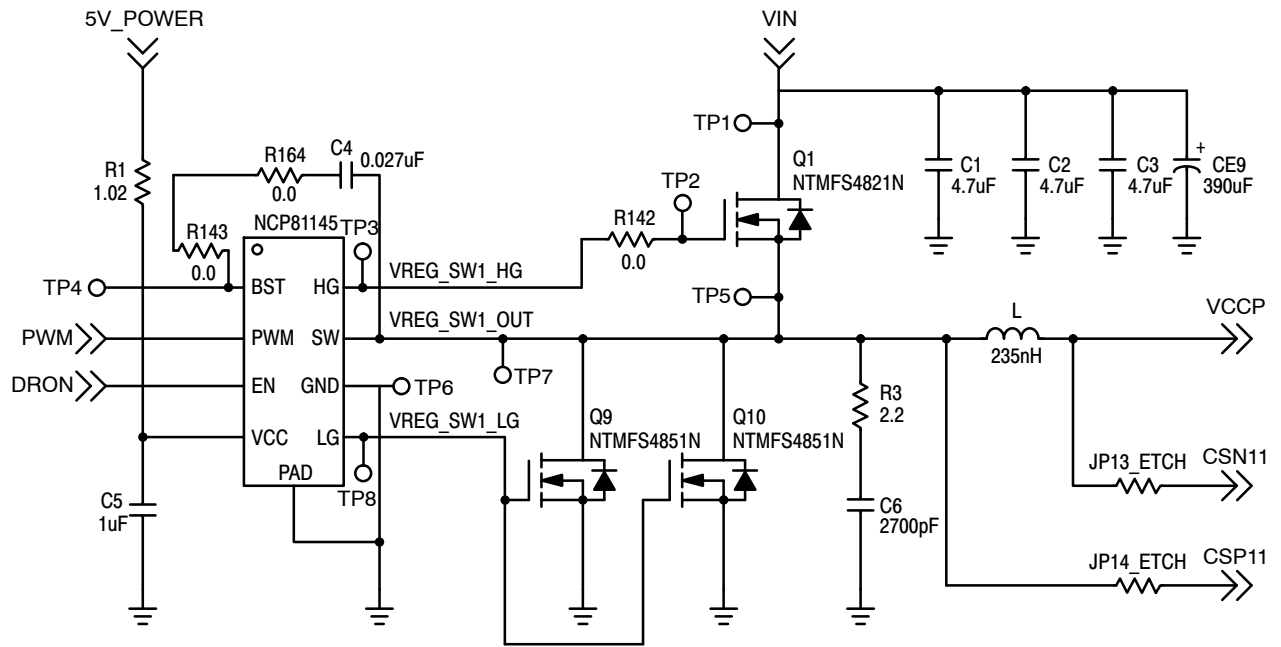 5V_POWER
VIN
TP1
R1
1.02
R164
0.0
C4
0.027uF
Q1
NTMFS4821N
C1
4.7uF
C2
4.7uF
C3
4.7uF
+
CE9
390uF
TP2
R143
0.0
NCP81145
TP3
R142
0.0
TP4
BST
HG
VREG_SW1_HG
TP5
PWM
PWM
SW
VREG_SW1_OUT
L
235nH
VCCP
TP7
DRON
EN
GND
TP6
VREG_SW1_LG
VCC
LG
PAD
TP8
Q9
NTMFS4851N
Q10
NTMFS4851N
R3
2.2
C5
1uF
C6
2700pF
JP13_ETCH
CSN11
JP14_ETCH
CSP11